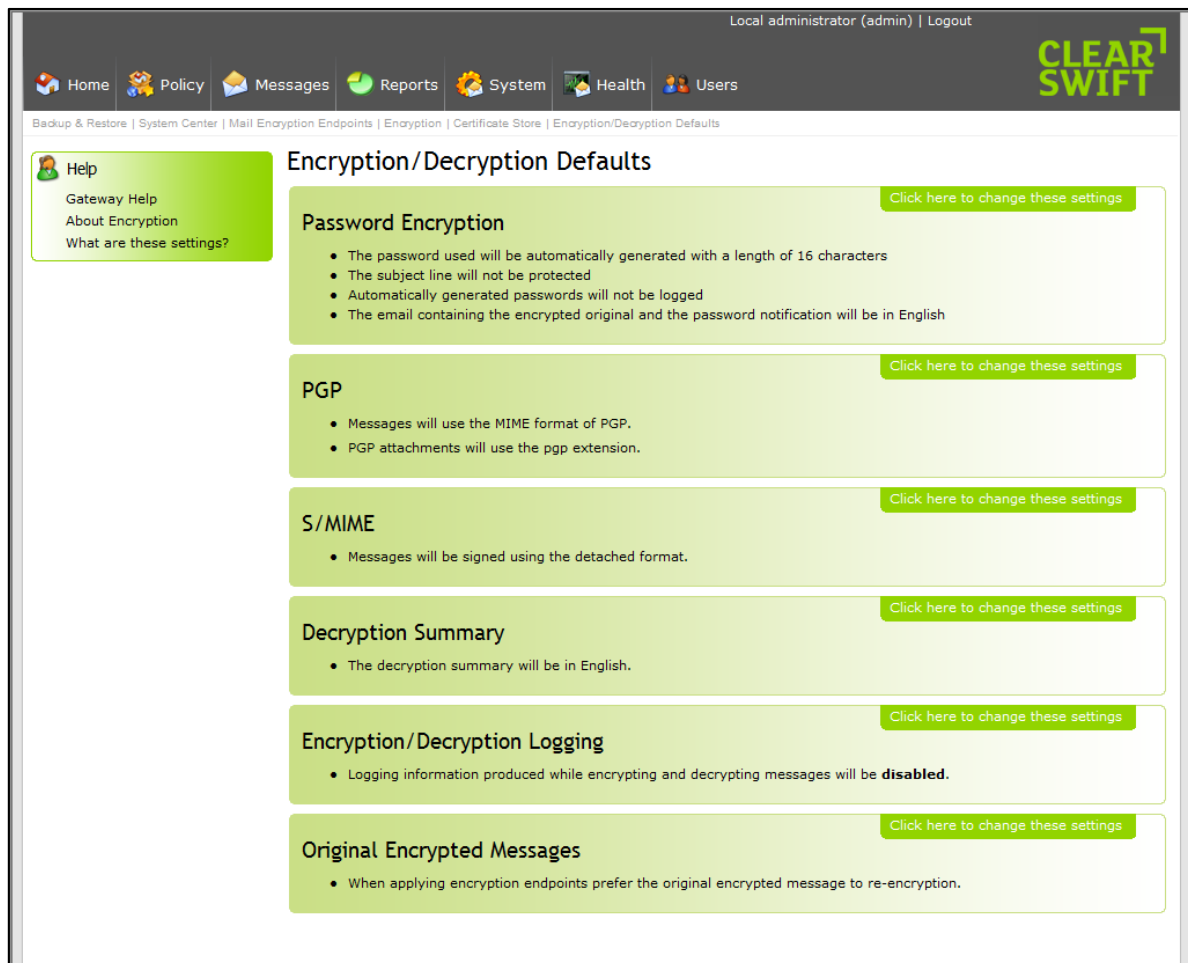 Local administrator (admin) | Logout
CLEAR
SWIFT
Home Policy Messages Reports System Health Users
Backup & Restore | System Center | Mail Encryption Endpoints | Encryption | Certificate Store | Encryption/Decryption Defaults
Help
Gateway Help
About Encryption
What are these settings?
Encryption/Decryption Defaults
Click here to change these settings
Password Encryption
• The password used will be automatically generated with a length of 16 characters
• The subject line will not be protected
• Automatically generated passwords will not be logged
• The email containing the encrypted original and the password notification will be in English
Click here to change these settings
PGP
• Messages will use the MIME format of PGP.
• PGP attachments will use the pgp extension.
Click here to change these settings
S/MIME
• Messages will be signed using the detached format.
Click here to change these settings
Decryption Summary
• The decryption summary will be in English.
Click here to change these settings
Encryption/Decryption Logging
• Logging information produced while encrypting and decrypting messages will be disabled.
Click here to change these settings
Original Encrypted Messages
• When applying encryption endpoints prefer the original encrypted message to re-encryption.